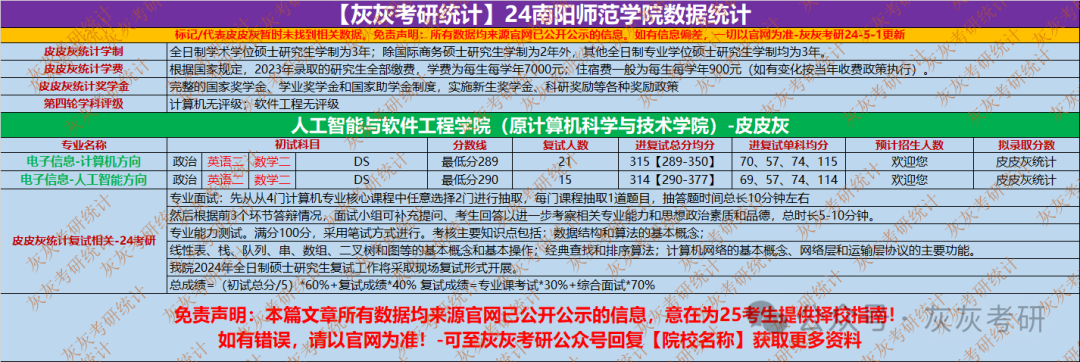 【灰灰考研统计】24南阳师范学院数据统计
标记/代表皮皮灰暂时未找到相关数据。免责声明：所有数据均来源官网已公开公示的信息。如有信息偏差，一切以官网为准-灰灰考研24-5-1更新
皮皮灰统计学制 全日制学术学位硕士研究生学制为3年；除国际商务硕士研究生学制为2年外，其他全日制专业学位硕士研究生学制均为3年。
皮皮灰统计学费 根据国家规定，2023年录取的研究生全部缴费，学费为每生每学年7000元；住宿费一般为每生每学年900元（如有变化按当年收费政策执行）。
皮皮灰统计奖学金 完整的国家奖学金、学业奖学金和国家助学金制度，实施新生奖学金、科研奖励等各种奖励政策
第四轮学科评级 计算机无评级；软件工程无评级
人工智能与软件工程学院（原计算机科学与技术学院）-皮皮灰
专业名称 初试科目 分数线 复试人数 进复试总分均分 进复试单科均分 预计招生人数 拟录取分数
电子信息-计算机方向 政治 英语二 数学二 DS 最低分289 21 315【289-350】 70、57、74、115 欢迎您 皮皮灰统计
电子信息-人工智能方向 政治 英语二 数学二 DS 最低分290 15 314【290-377】 69、57、74、114 欢迎您 皮皮灰统计
皮皮灰统计复试相关-24考研
专业面试：先从从4门计算机专业核心课程中任意选择2门进行抽取，每门课程抽取1道题目，抽答题时间总长10分钟左右
然后根据前3个环节答辩情况，面试小组可补充提问、考生回答以进一步考察相关专业能力和思想政治素质和品德，总时长5-10分钟。
专业能力测试。满分100分，采用笔试方式进行。考核主要知识点包括：数据结构和算法的基本概念；
线性表、栈、队列、串、数组、二叉树和图等的基本概念和基本操作；经典查找和排序算法；计算机网络的基本概念、网络层和运输层协议的主要功能。
我院2024年全日制硕士研究生复试工作将采取现场复试形式开展。
总成绩=（初试总分/5）*60%+复试成绩*40% 复试成绩=专业课考试*30%+综合面试*70%
免责声明：本篇文章所有数据均来源官网已公开公示的信息，意在为25考生提供择校指南！
如有错误，请以官网为准！-可至灰灰考研公众号回复【院校名称】获取更多资料
公众号·灰灰考研